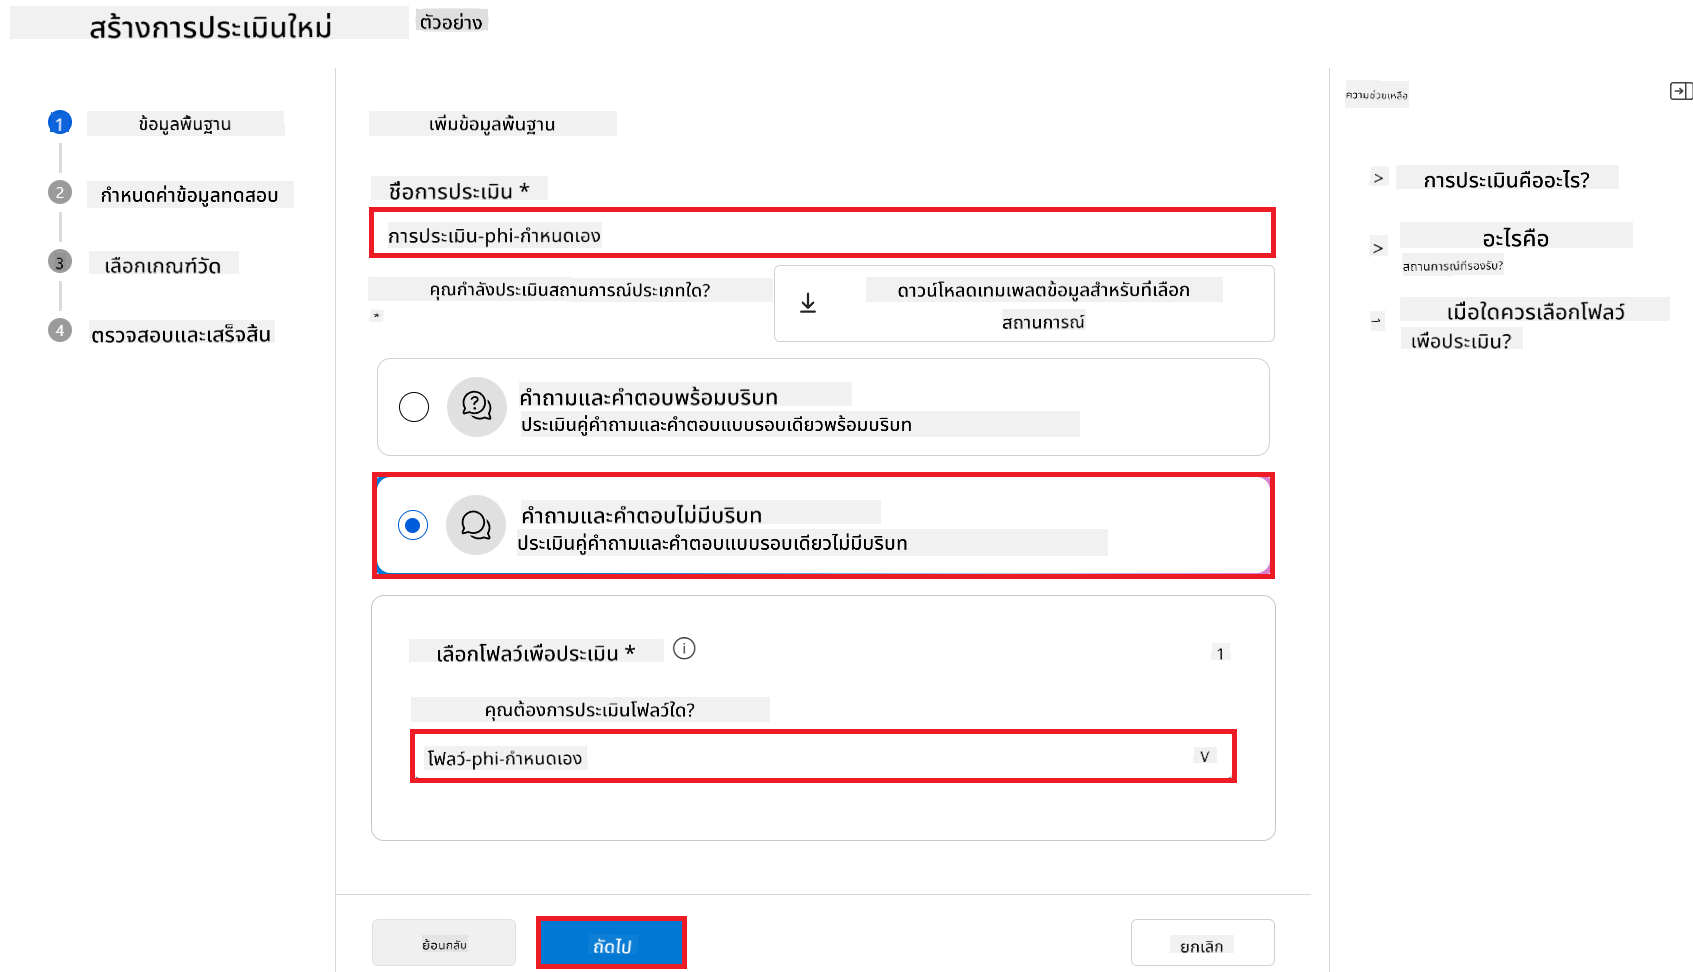 สร้างการประเมินใหม่
ตัวอย่าง
1
ข้อมูลพื้นฐาน
2
กำหนดค่าข้อมูลทดสอบ
3
เลือกเกณฑ์วัด
4
ตรวจสอบและเสร็จสิ้น
เพิ่มข้อมูลพื้นฐาน
ชื่อการประเมิน *
การประเมิน-phi-กำหนดเอง
คุณกำลังประเมินสถานการณ์ประเภทใด?
*
ดาวน์โหลดเทมเพลตข้อมูลสำหรับที่เลือก
สถานการณ์
คำถามและคำตอบพร้อมบริบท
ประเมินคู่คำถามและคำตอบแบบรอบเดียวพร้อมบริบท
คำถามและคำตอบไม่มีบริบท
ประเมินคู่คำถามและคำตอบแบบรอบเดียวไม่มีบริบท
เลือกโฟลว์เพื่อประเมิน *
1
คุณต้องการประเมินโฟลว์ใด?
โฟลว์-phi-กำหนดเอง
V
ย้อนกลับ
ถัดไป
ยกเลิก
ความช่วยเหลือ
> การประเมินคืออะไร?
> อะไรคือ
สถานการณ์ที่รองรับ?
เมื่อใดควรเลือกโฟลว์
เพื่อประเมิน?